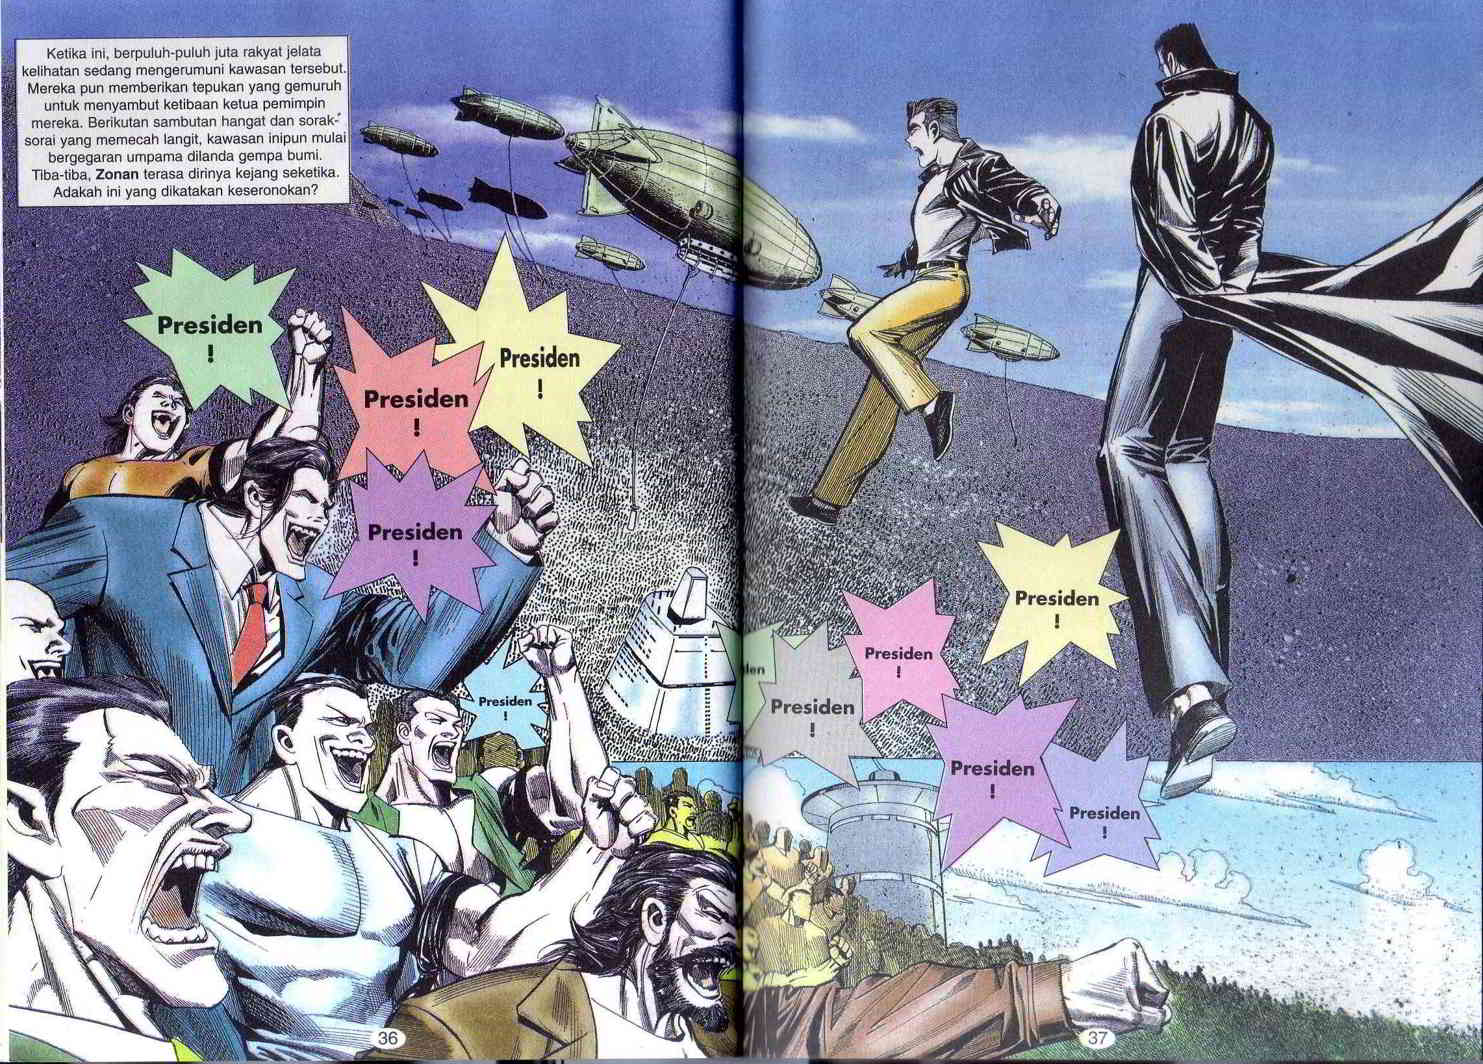 Ketika ini, berpuluh-puluh juta rakyat jelata
kelihatan sedang mengerumuni kawasan tersebut.
Mereka pun memberikan tepukan yang gemuruh
untuk menyambut ketibaan ketua pemimpin
mereka. Berikutan sambutan hangat dan sorak-
sorai yang memecah langit, kawasan inipun mulai
bergegaran umpama dilanda gempa bumi.
Tiba-tiba, Zonan terasa dirinya kejang seketika.
Adakah ini yang dikatakan keseronokan?
Presiden
!
Presiden
!
Presiden
!
Presiden
!
Presiden
!
36
Presiden
!
Presiden
!
Presiden
!
Presiden
!
Presiden
!
37